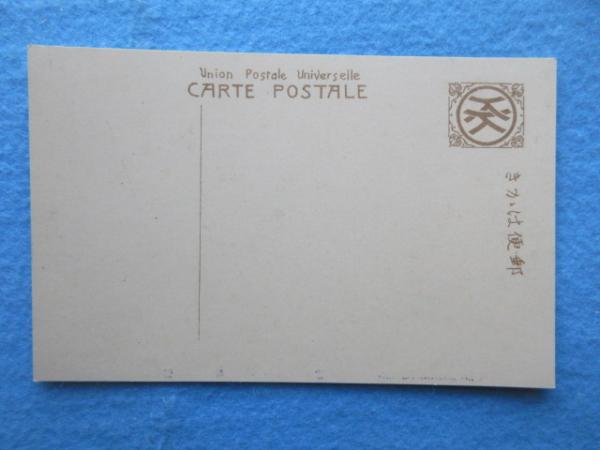 Union Postale Universelle
CARTE POSTALE
きかは便郵